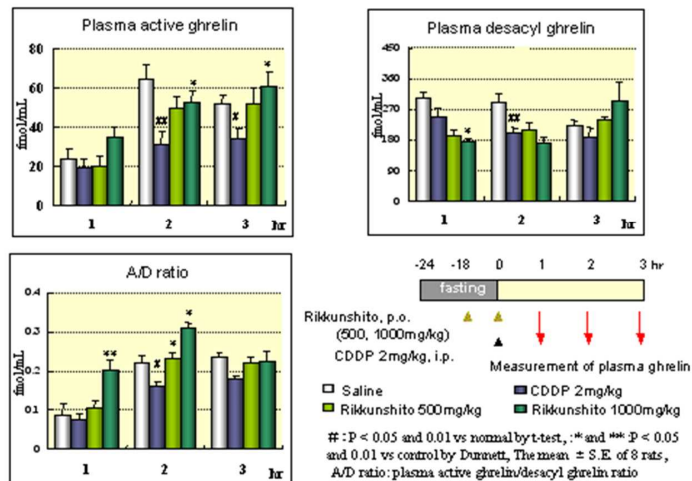 Plasma active ghrelin
80
60
40
20
0
fmol/mL
**
*
#
*
1 2 3 hr
Plasma desacyl ghrelin
450
360
270
180
90
0
fmol/mL
*
**
1 2 3 hr
A/D ratio
0.4
0.3
0.2
0.1
0
fmol/mL
**
#
*
*
1 2 3 hr
-24 -18 0 1 2 3 hr
fasting
Rikkunshito, p.o.
(500, 1000mg/kg)
CDDP 2mg/kg, i.p.
Measurement of plasma ghrelin
Saline CDDP 2mg/kg
Rikkunshito 500mg/kg Rikkunshito 1000mg/kg
# : P < 0.05 and 0.01 vs normal by t-test, : * and ** P < 0.05
and 0.01 vs control by Dunnett, The mean ± S.E. of 8 rats,
A/D ratio: plasma active ghrelin/desacyl ghrelin ratio